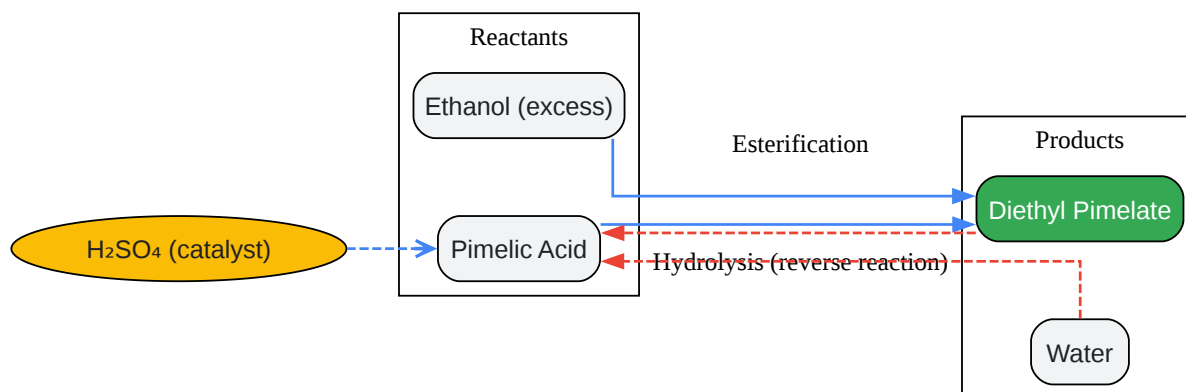 Reactants
Ethanol (excess)
Esterification
Products
Diethyl Pimelate
H₂SO₄ (catalyst)
Pimelic Acid
Hydrolysis (reverse reaction)
Water